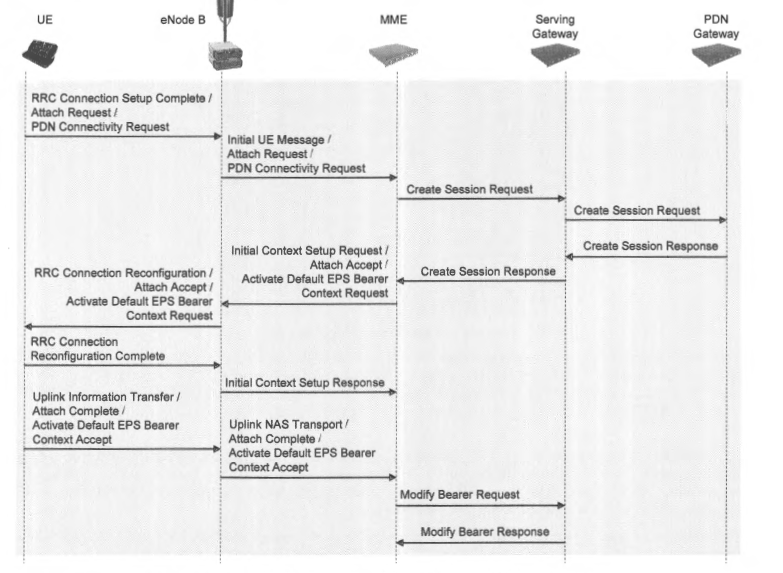 UE
eNode B
MME
Serving
Gateway
PDN
Gateway
RRC Connection Setup Complete /
Attach Request /
PDN Connectivity Request
Initial UE Message /
Attach Request /
PDN Connectivity Request
Create Session Request
Create Session Request
Create Session Response
Create Session Response
Initial Context Setup Request /
Attach Accept /
Activate Default EPS Bearer
Context Request
RRC Connection Reconfiguration /
Attach Accept /
Activate Default EPS Bearer
Context Request
RRC Connection
Reconfiguration Complete
Initial Context Setup Response
Uplink Information Transfer /
Attach Complete /
Activate Default EPS Bearer
Context Accept
Uplink NAS Transport /
Attach Complete /
Activate Default EPS Bearer
Context Accept
Modify Bearer Request
Modify Bearer Response